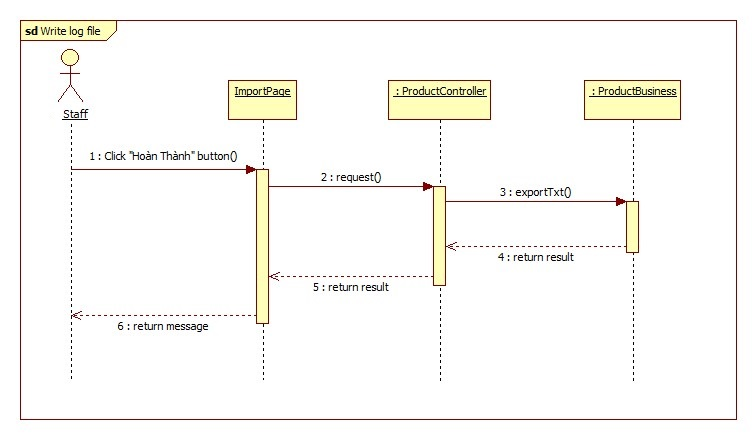 sd Write log file
Staff
ImportPage
: ProductController
: ProductBusiness
1 : Click "Hoàn Thành" button()
2 : request()
3 : exportTxt()
4 : return result
5 : return result
6 : return message